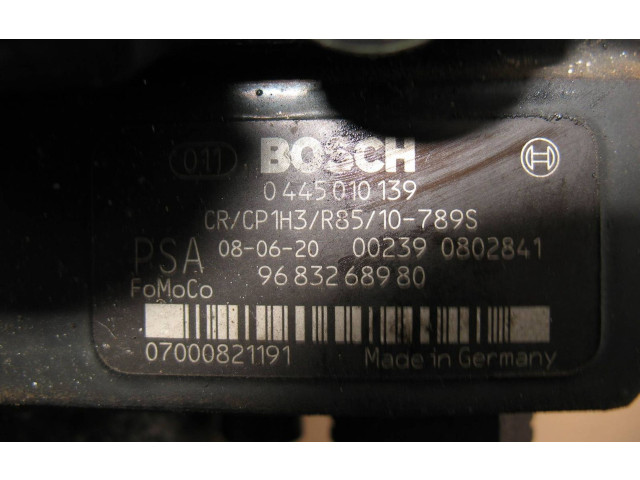 011 BOSCH
0 445 010 139
CR/CP1H3/R85/10-789S
PSA 08-06-20 00239 0802841
FoMoCo 96 832 689 80
07000821191 Made in Germany